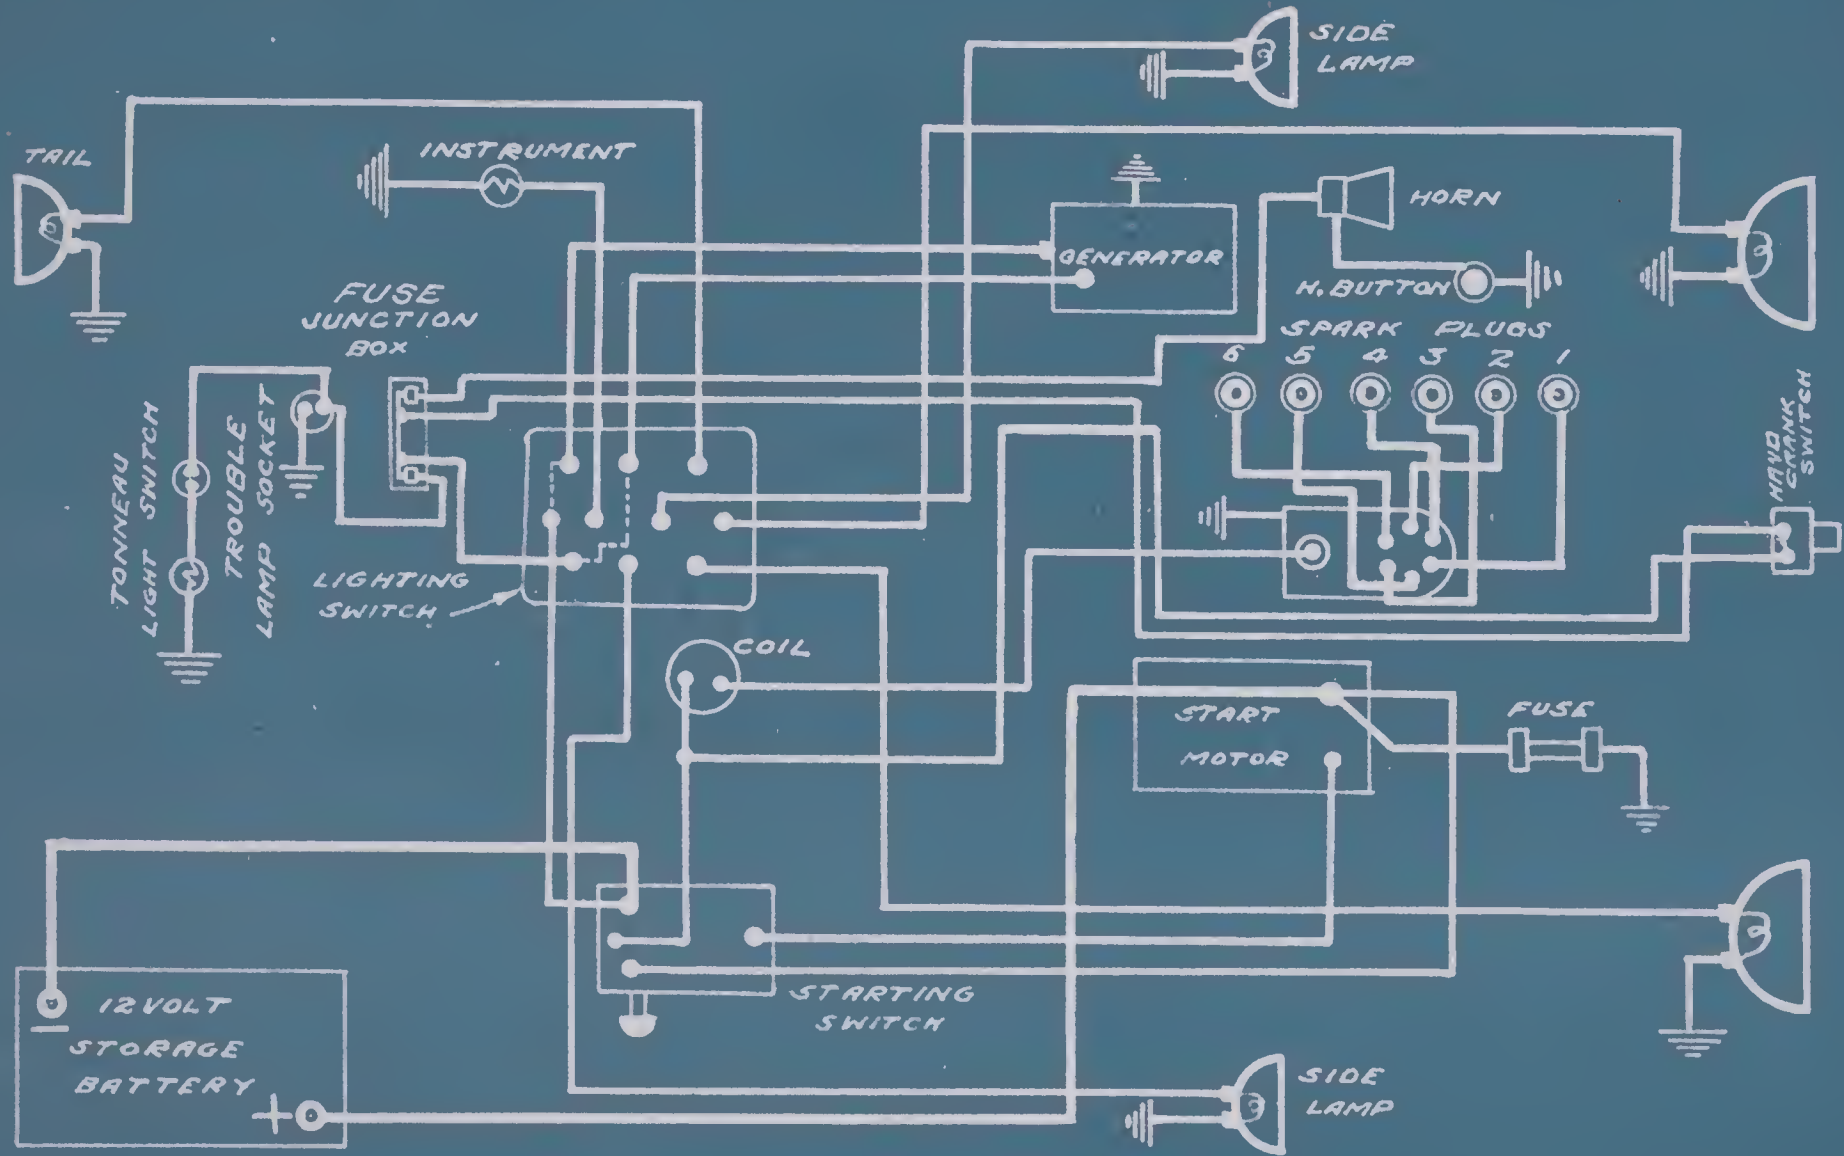 SIDE
LAMP
TAIL
INSTRUMENT
HORN
GENERATOR
H. BUTTON
FUSE
JUNCTION
BOX
SPARK PLUGS
6 5 4 3 2 1
HAND
CRANK
SWITCH
TONNEAU
LIGHT SWITCH
TROUBLE
LAMP SOCKET
LIGHTING
SWITCH
COIL
START
MOTOR
FUSE
STARTING
SWITCH
12 VOLT
STORAGE
BATTERY
+
−
SIDE
LAMP